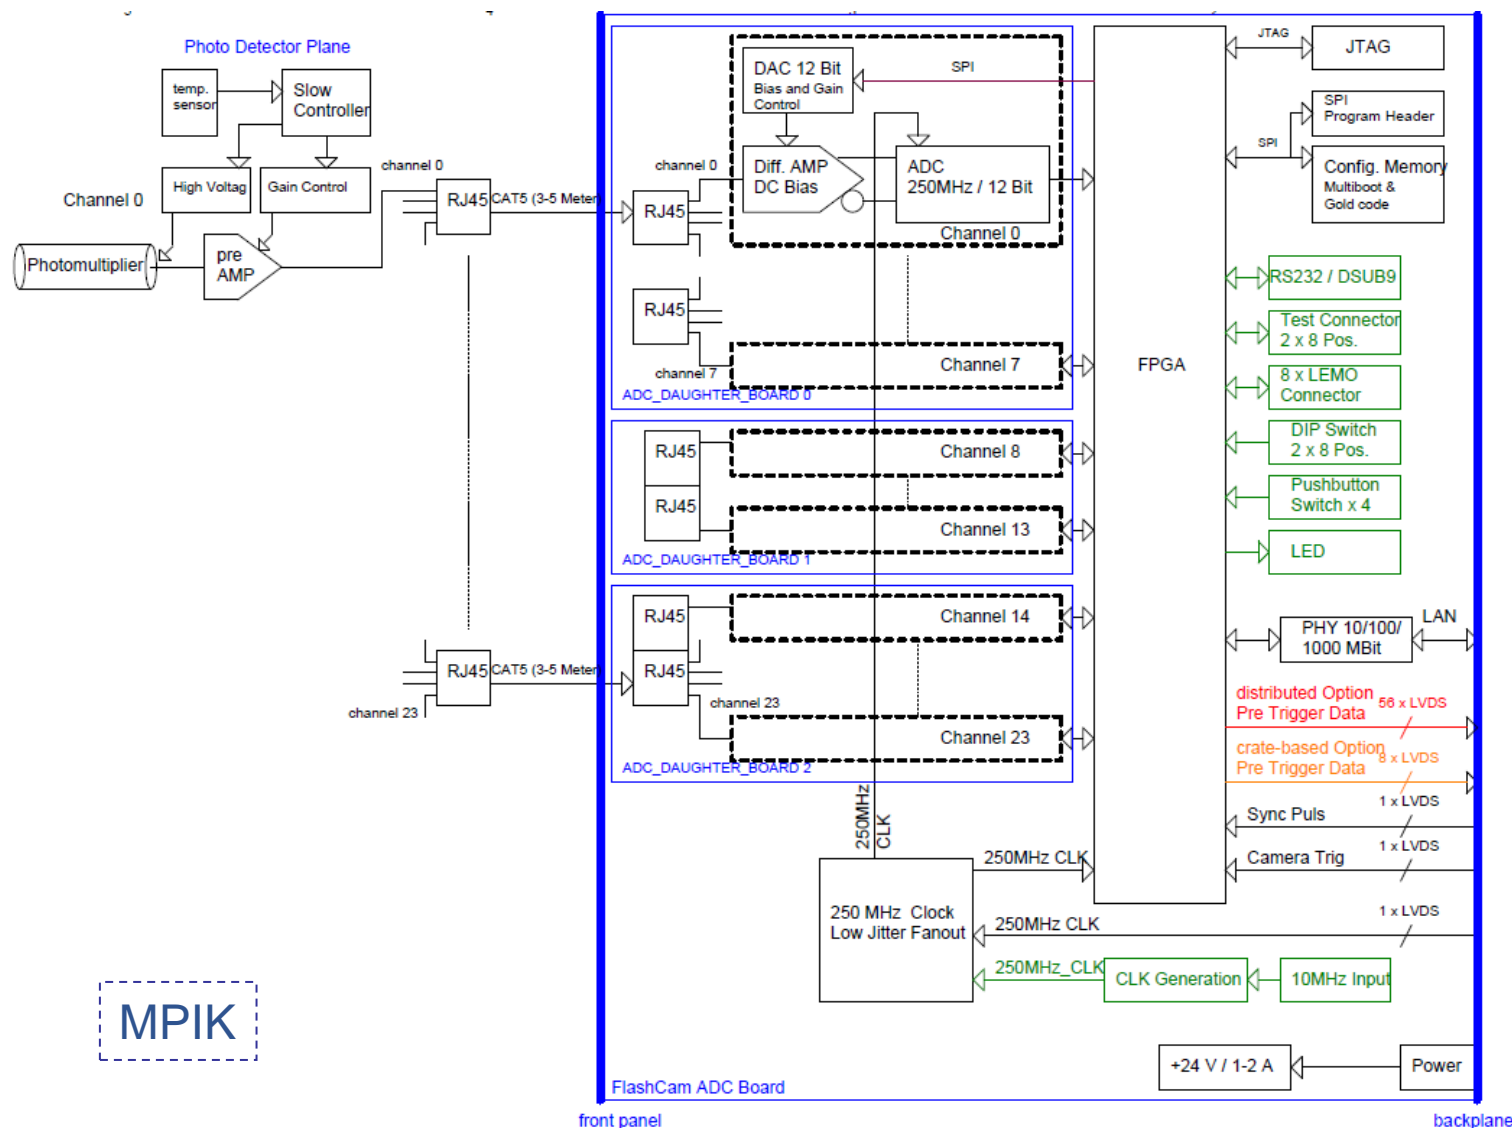 Photo Detector Plane
temp.
sensor
Slow
Controller
High Voltag
Gain Control
Channel 0
Photomultiplier
pre
AMP
channel 0
RJ45
CAT5 (3-5 Meter)
RJ45
CAT5 (3-5 Meter)
channel 23
channel 0
RJ45
DAC 12 Bit
Bias and Gain
Control
SPI
Diff. AMP
DC Bias
ADC
250MHz / 12 Bit
Channel 0
RJ45
channel 7
Channel 7
ADC_DAUGHTER_BOARD 0
RJ45
Channel 8
RJ45
Channel 13
ADC_DAUGHTER_BOARD 1
RJ45
Channel 14
RJ45
channel 23
Channel 23
ADC_DAUGHTER_BOARD 2
250MHz
CLK
FPGA
JTAG
JTAG
SPI
SPI
Program Header
Config. Memory
Multiboot &
Gold code
RS232 / DSUB9
Test Connector
2 x 8 Pos.
8 x LEMO
Connector
DIP Switch
2 x 8 Pos.
Pushbutton
Switch x 4
LED
PHY 10/100/
1000 MBit
LAN
distributed Option
Pre Trigger Data
56 x LVDS
crate-based Option
Pre Trigger Data
8 x LVDS
Sync Puls
1 x LVDS
Camera Trig
1 x LVDS
250MHz CLK
250 MHz Clock
Low Jitter Fanout
250MHz CLK
1 x LVDS
250MHz_CLK
CLK Generation
10MHz Input
MPIK
+24 V / 1-2 A
Power
FlashCam ADC Board
front panel
backplane